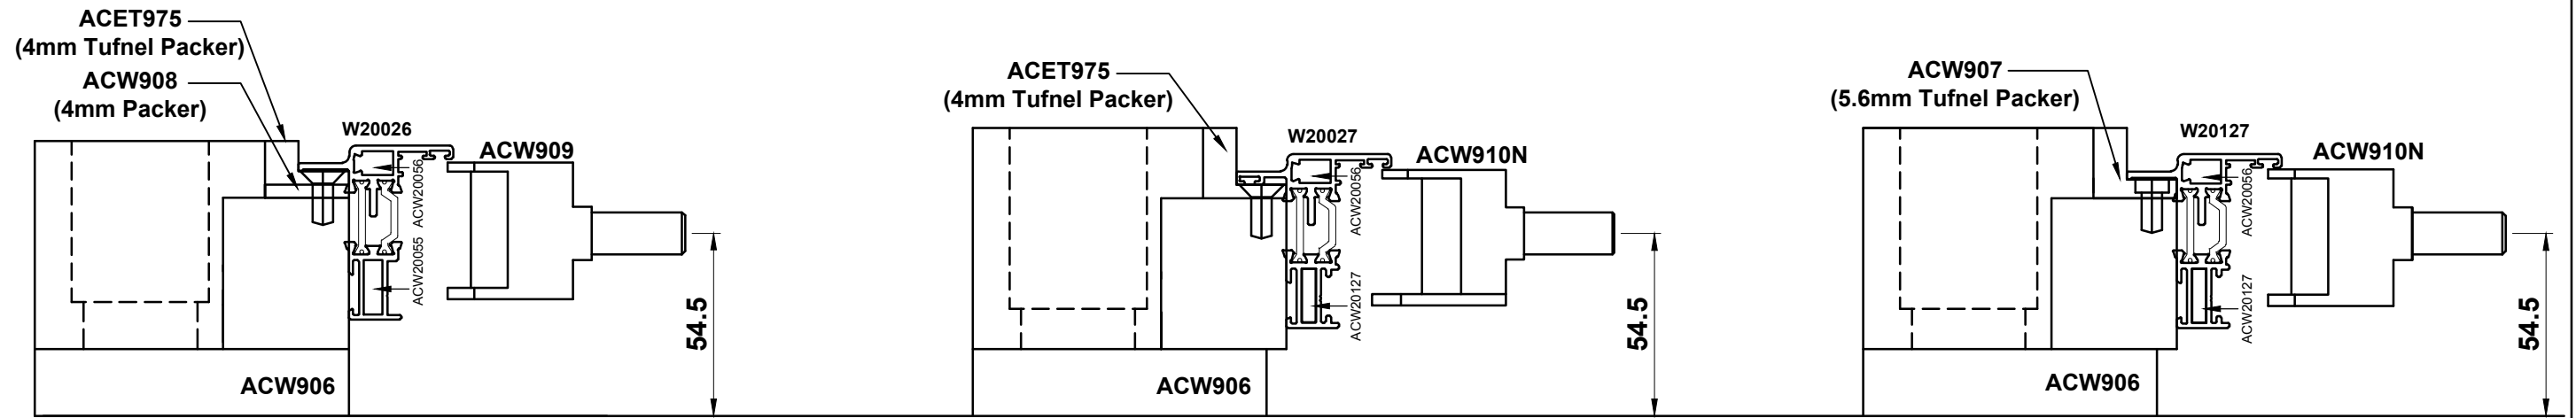 ACET975
(4mm Tufnel Packer)
ACW908
(4mm Packer)
W20026
ACW909
ACW20056
ACW20055
54.5
ACW906
ACET975
(4mm Tufnel Packer)
W20027
ACW910N
ACW20056
ACW20127
54.5
ACW906
ACW907
(5.6mm Tufnel Packer)
W20127
ACW910N
ACW20056
ACW20127
54.5
ACW906